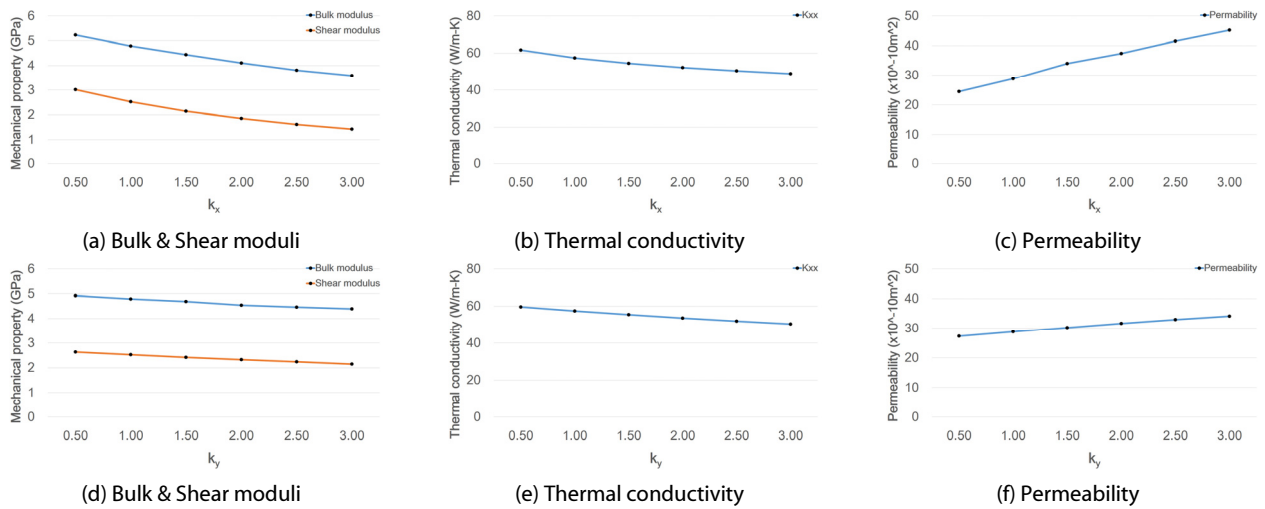 Mechanical property (GPa)
6
5
4
3
2
1
0
Bulk modulus
Shear modulus
0.50 1.00 1.50 2.00 2.50 3.00
kx
(a) Bulk & Shear moduli
Thermal conductivity (W/m-K)
80
60
40
20
0
Kxx
0.50 1.00 1.50 2.00 2.50 3.00
kx
(b) Thermal conductivity
Permeability (x10^-10m^2)
50
40
30
20
10
0
Permability
0.50 1.00 1.50 2.00 2.50 3.00
kx
(c) Permeability
Mechanical property (GPa)
6
5
4
3
2
1
0
Bulk modulus
Shear modulus
0.50 1.00 1.50 2.00 2.50 3.00
ky
(d) Bulk & Shear moduli
Thermal conductivity (W/m-K)
80
60
40
20
0
Kxx
0.50 1.00 1.50 2.00 2.50 3.00
ky
(e) Thermal conductivity
Permeability (x10^-10m^2)
50
40
30
20
10
0
Permeability
0.50 1.00 1.50 2.00 2.50 3.00
ky
(f) Permeability